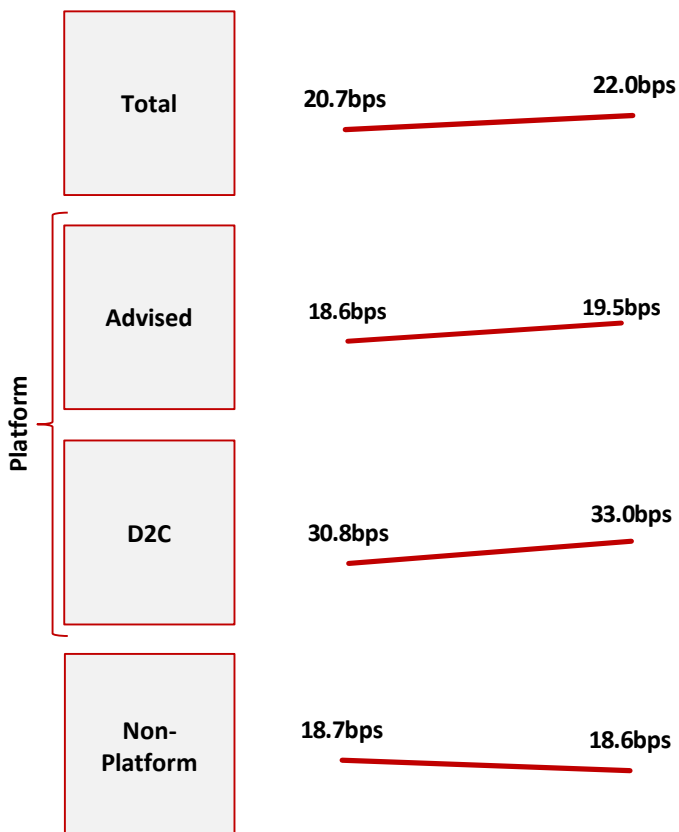 Total
20.7bps
22.0bps
Platform
Advised
18.6bps
19.5bps
D2C
30.8bps
33.0bps
Non-
Platform
18.7bps
18.6bps